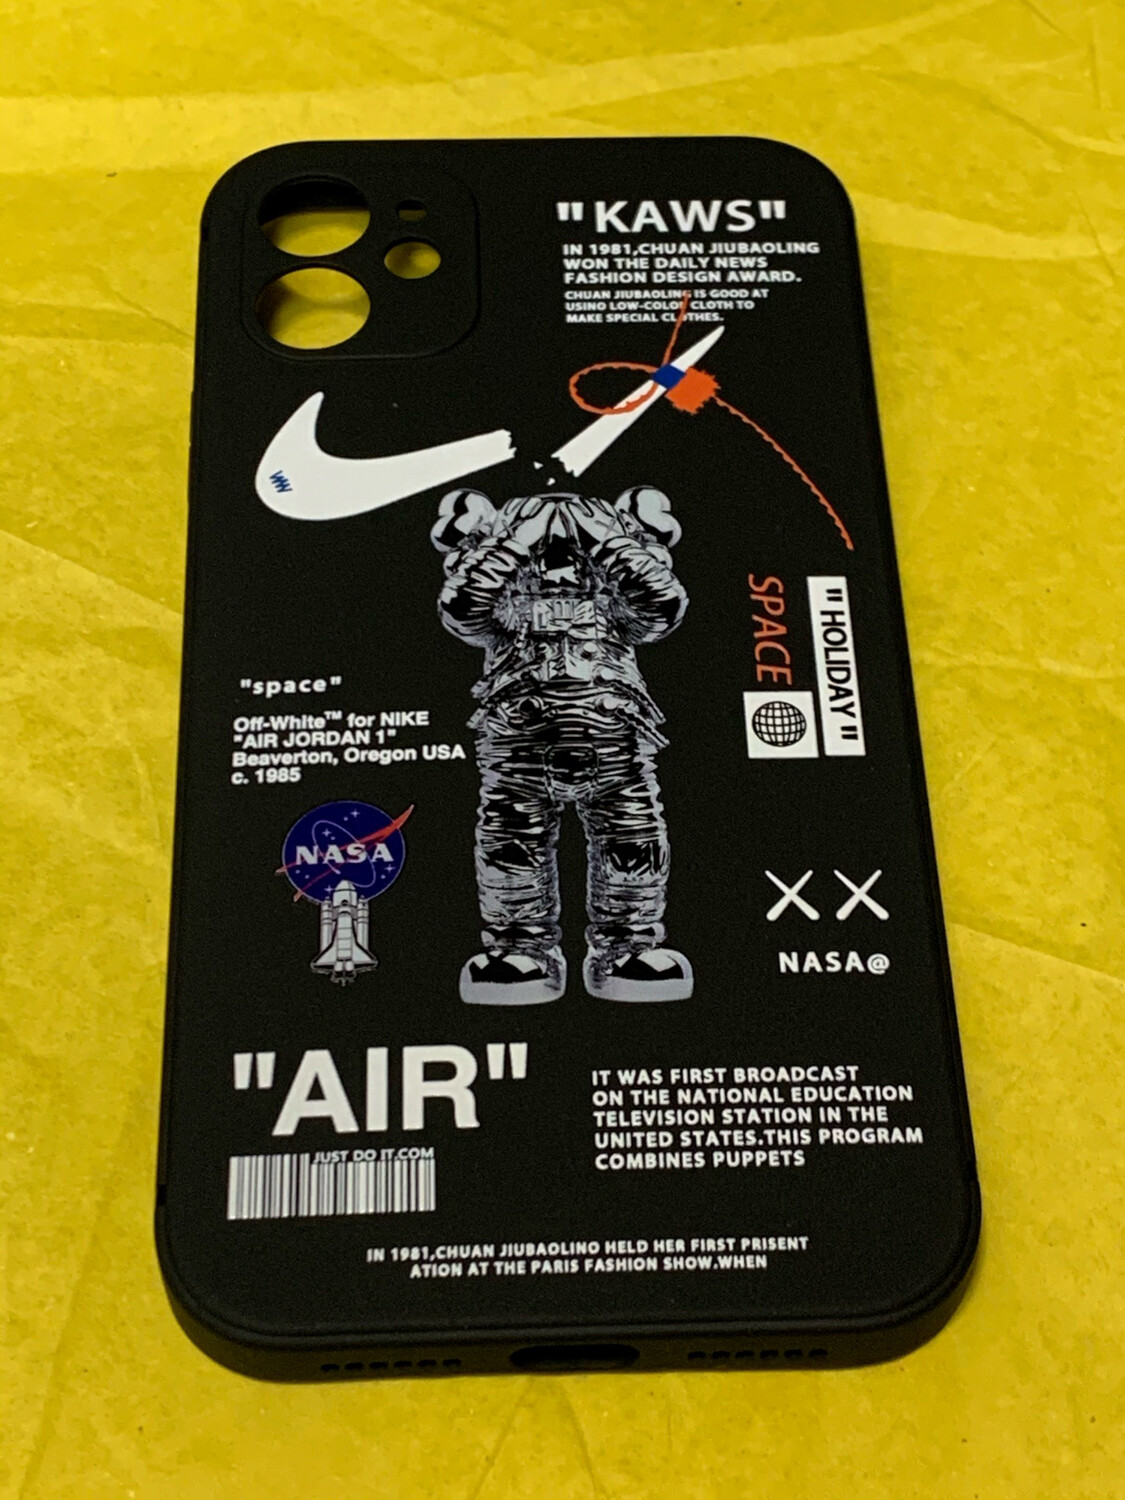 "KAWS"
IN 1981,CHUAN JIUBAOLING
WON THE DAILY NEWS
FASHION DESIGN AWARD.
CHUAN JIUBAOLING IS GOOD AT
USINO LOW-COLOR CLOTH TO
MAKE SPECIAL CLOTHES.
SPACE
"HOLIDAY"
"space"
Off-White™ for NIKE
"AIR JORDAN 1"
Beaverton, Oregon USA
c. 1985
NASA
NASA@
"AIR"
JUST DO IT.COM
IT WAS FIRST BROADCAST
ON THE NATIONAL EDUCATION
TELEVISION STATION IN THE
UNITED STATES.THIS PROGRAM
COMBINES PUPPETS
IN 1981,CHUAN JIUBAOLINO HELD HER FIRST PRISENT
ATION AT THE PARIS FASHION SHOW.WHEN